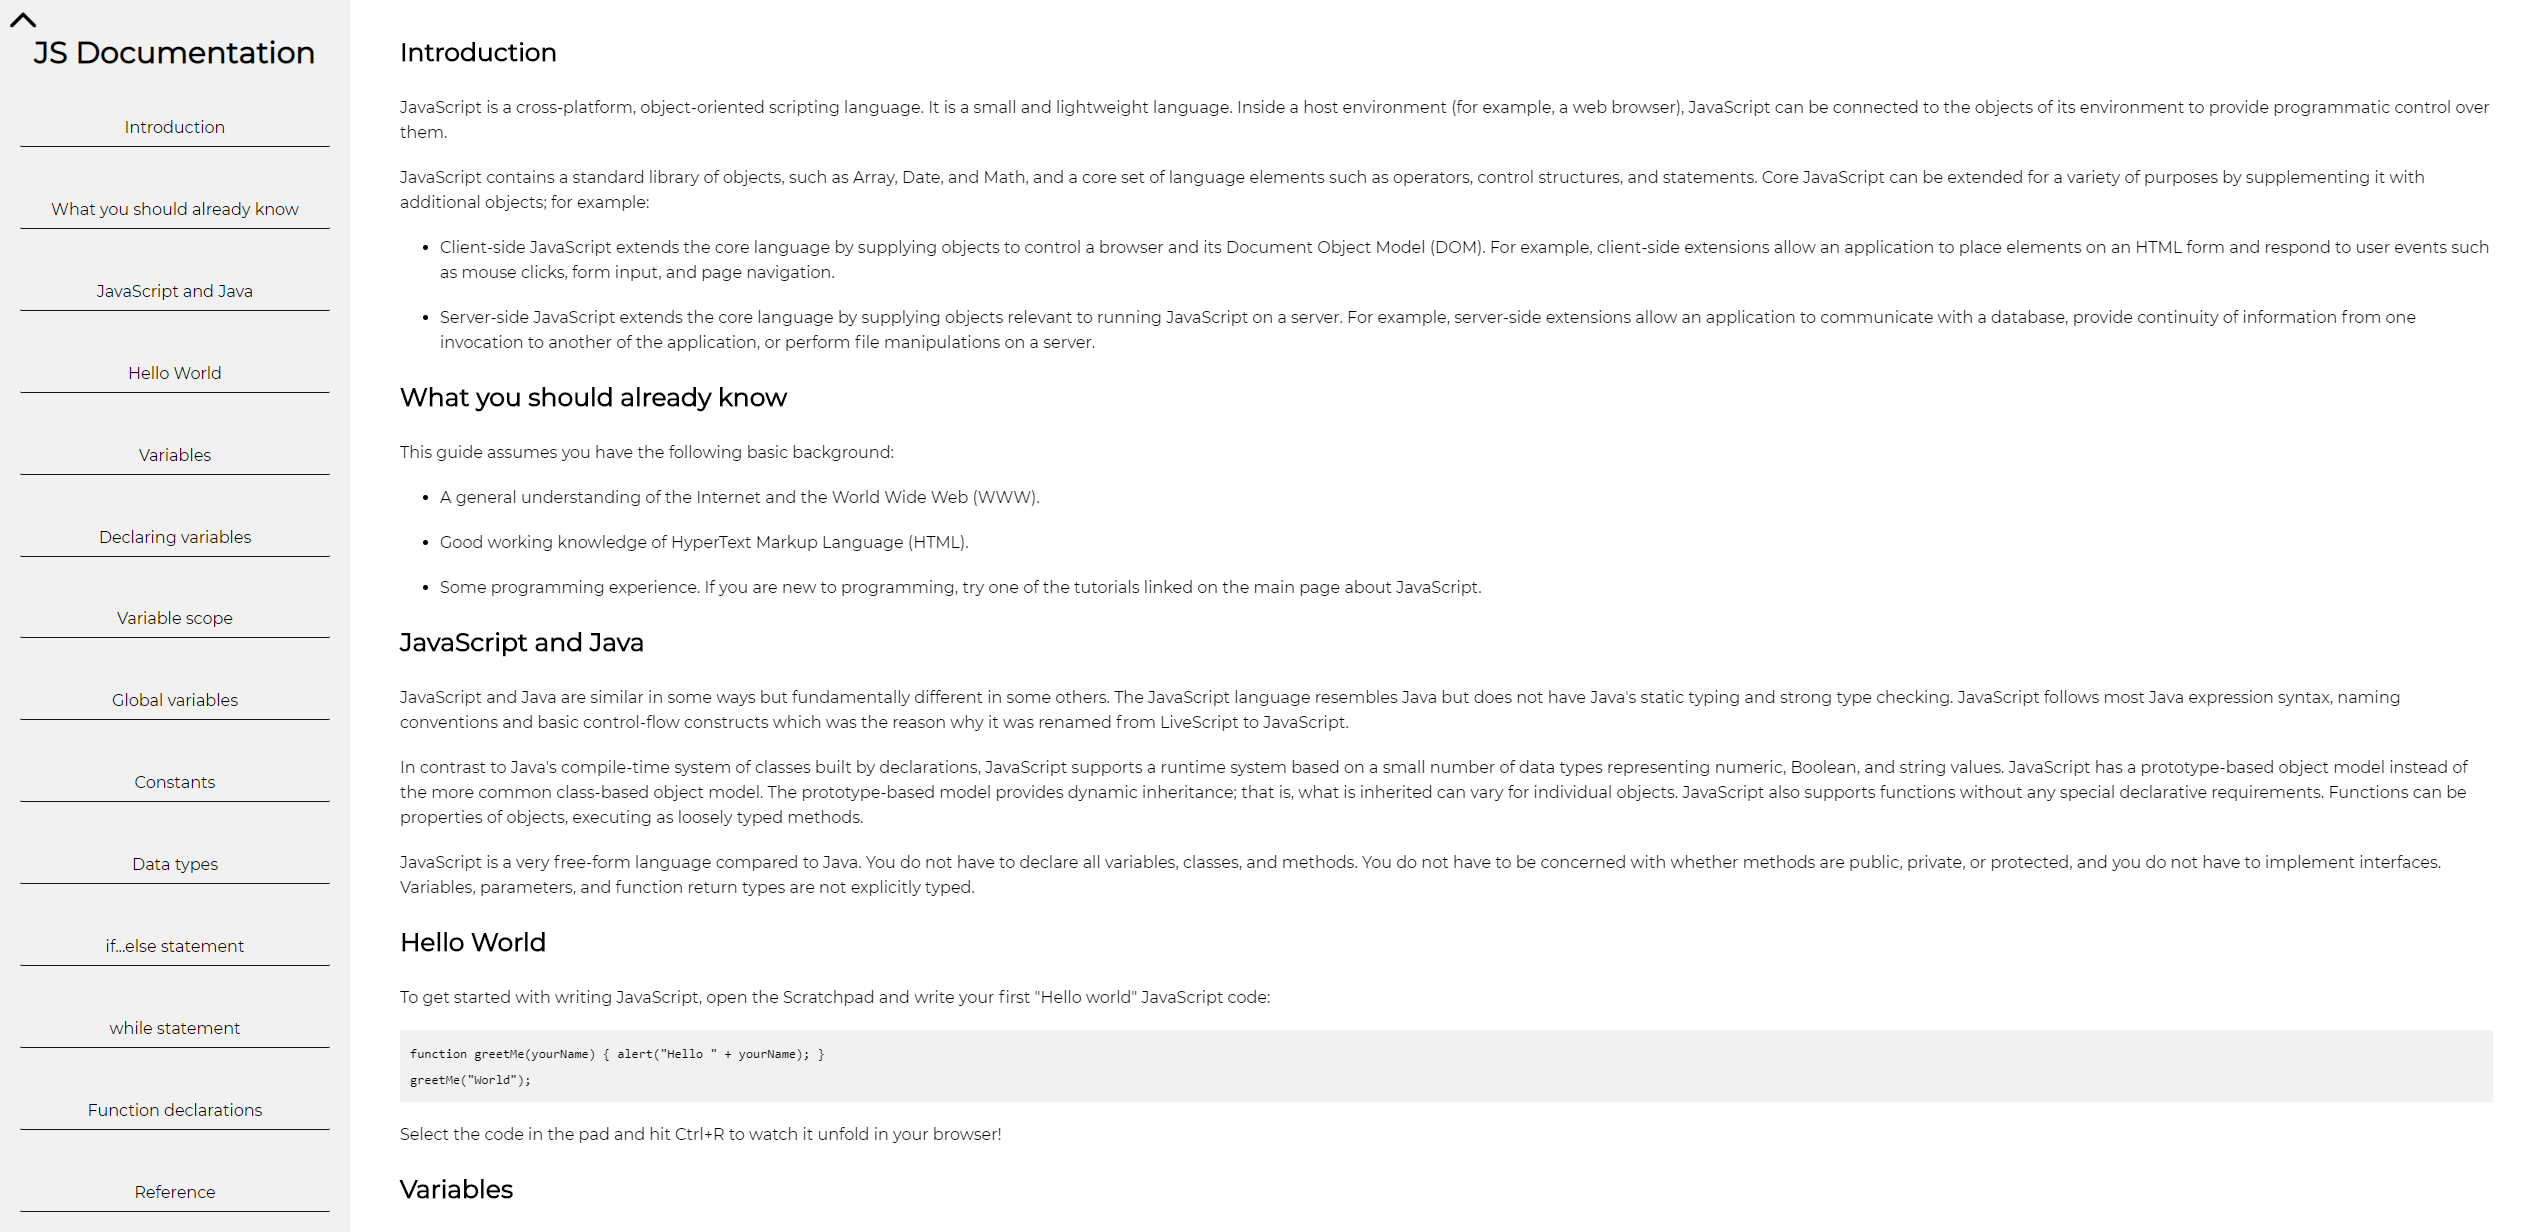 JS Documentation
Introduction
What you should already know
JavaScript and Java
Hello World
Variables
Declaring variables
Variable scope
Global variables
Constants
Data types
if...else statement
while statement
Function declarations
Reference
Introduction
JavaScript is a cross-platform, object-oriented scripting language. It is a small and lightweight language. Inside a host environment (for example, a web browser), JavaScript can be connected to the objects of its environment to provide programmatic control over
them.
JavaScript contains a standard library of objects, such as Array, Date, and Math, and a core set of language elements such as operators, control structures, and statements. Core JavaScript can be extended for a variety of purposes by supplementing it with
additional objects; for example:
• Client-side JavaScript extends the core language by supplying objects to control a browser and its Document Object Model (DOM). For example, client-side extensions allow an application to place elements on an HTML form and respond to user events such
as mouse clicks, form input, and page navigation.
• Server-side JavaScript extends the core language by supplying objects relevant to running JavaScript on a server. For example, server-side extensions allow an application to communicate with a database, provide continuity of information from one
invocation to another of the application, or perform file manipulations on a server.
What you should already know
This guide assumes you have the following basic background:
• A general understanding of the Internet and the World Wide Web (WWW).
• Good working knowledge of HyperText Markup Language (HTML).
• Some programming experience. If you are new to programming, try one of the tutorials linked on the main page about JavaScript.
JavaScript and Java
JavaScript and Java are similar in some ways but fundamentally different in some others. The JavaScript language resembles Java but does not have Java's static typing and strong type checking. JavaScript follows most Java expression syntax, naming
conventions and basic control-flow constructs which was the reason why it was renamed from LiveScript to JavaScript.
In contrast to Java's compile-time system of classes built by declarations, JavaScript supports a runtime system based on a small number of data types representing numeric, Boolean, and string values. JavaScript has a prototype-based object model instead of
the more common class-based object model. The prototype-based model provides dynamic inheritance; that is, what is inherited can vary for individual objects. JavaScript also supports functions without any special declarative requirements. Functions can be
properties of objects, executing as loosely typed methods.
JavaScript is a very free-form language compared to Java. You do not have to declare all variables, classes, and methods. You do not have to be concerned with whether methods are public, private, or protected, and you do not have to implement interfaces.
Variables, parameters, and function return types are not explicitly typed.
Hello World
To get started with writing JavaScript, open the Scratchpad and write your first "Hello world" JavaScript code:
function greetMe(yourName) { alert("Hello " + yourName); }
greetMe("World");
Select the code in the pad and hit Ctrl+R to watch it unfold in your browser!
Variables